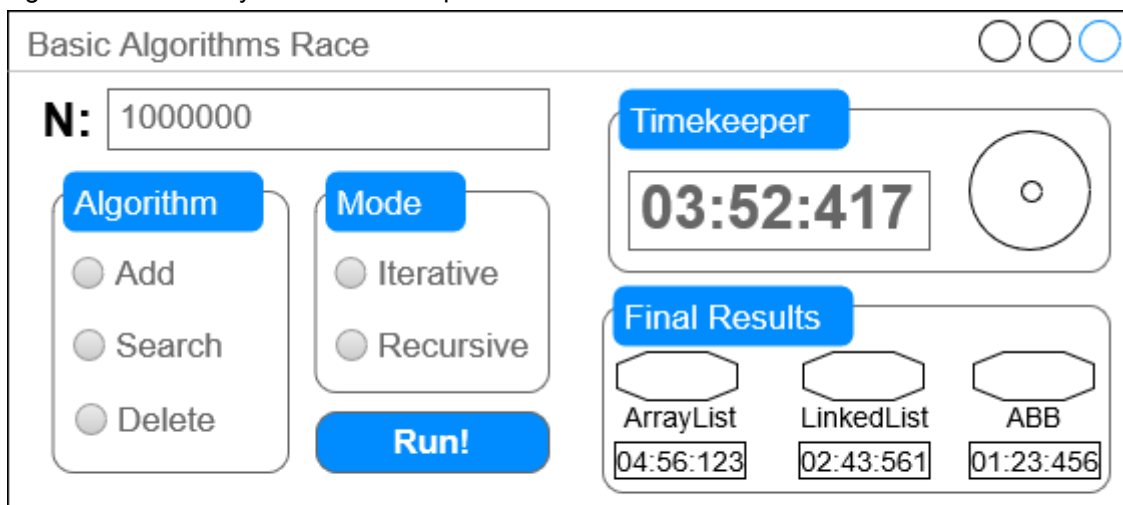 Basic Algorithms Race
N: 1000000
Algorithm
Add
Search
Delete
Mode
Iterative
Recursive
Run!
Timekeeper
03:52:417
Final Results
ArrayList LinkedList ABB
04:56:123 02:43:561 01:23:456